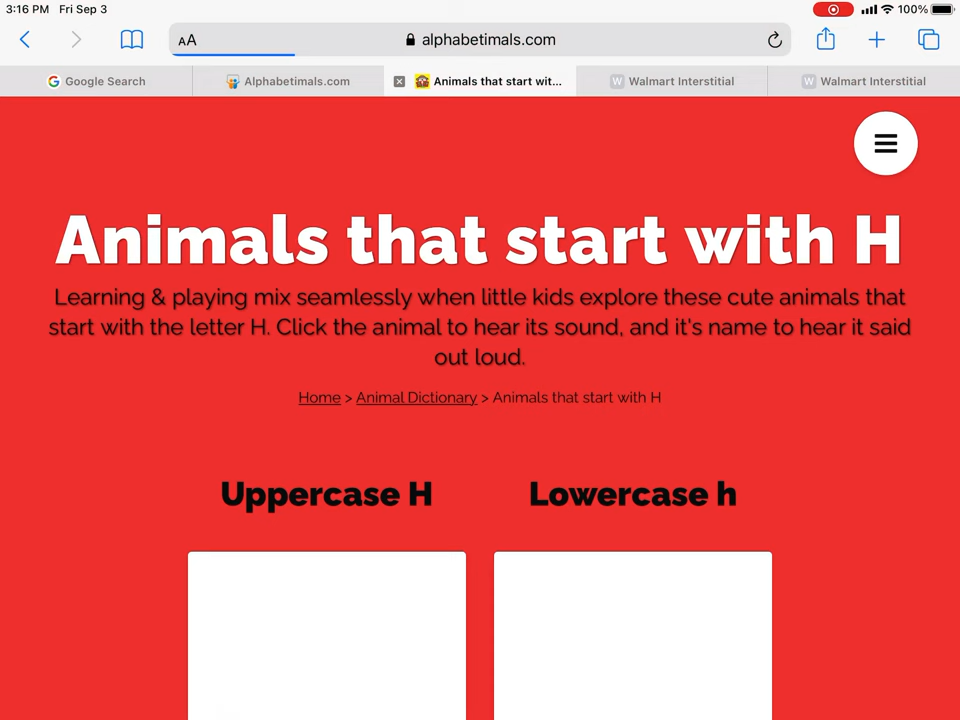 3:16 PM Fri Sep 3
100%
AA
alphabetimals.com
Google Search
Alphabetimals.com
Animals that start wit...
Walmart Interstitial
Walmart Interstitial
Animals that start with H
Learning & playing mix seamlessly when little kids explore these cute animals that
start with the letter H. Click the animal to hear its sound, and it's name to hear it said
out loud.
Home > Animal Dictionary > Animals that start with H
Uppercase H
Lowercase h